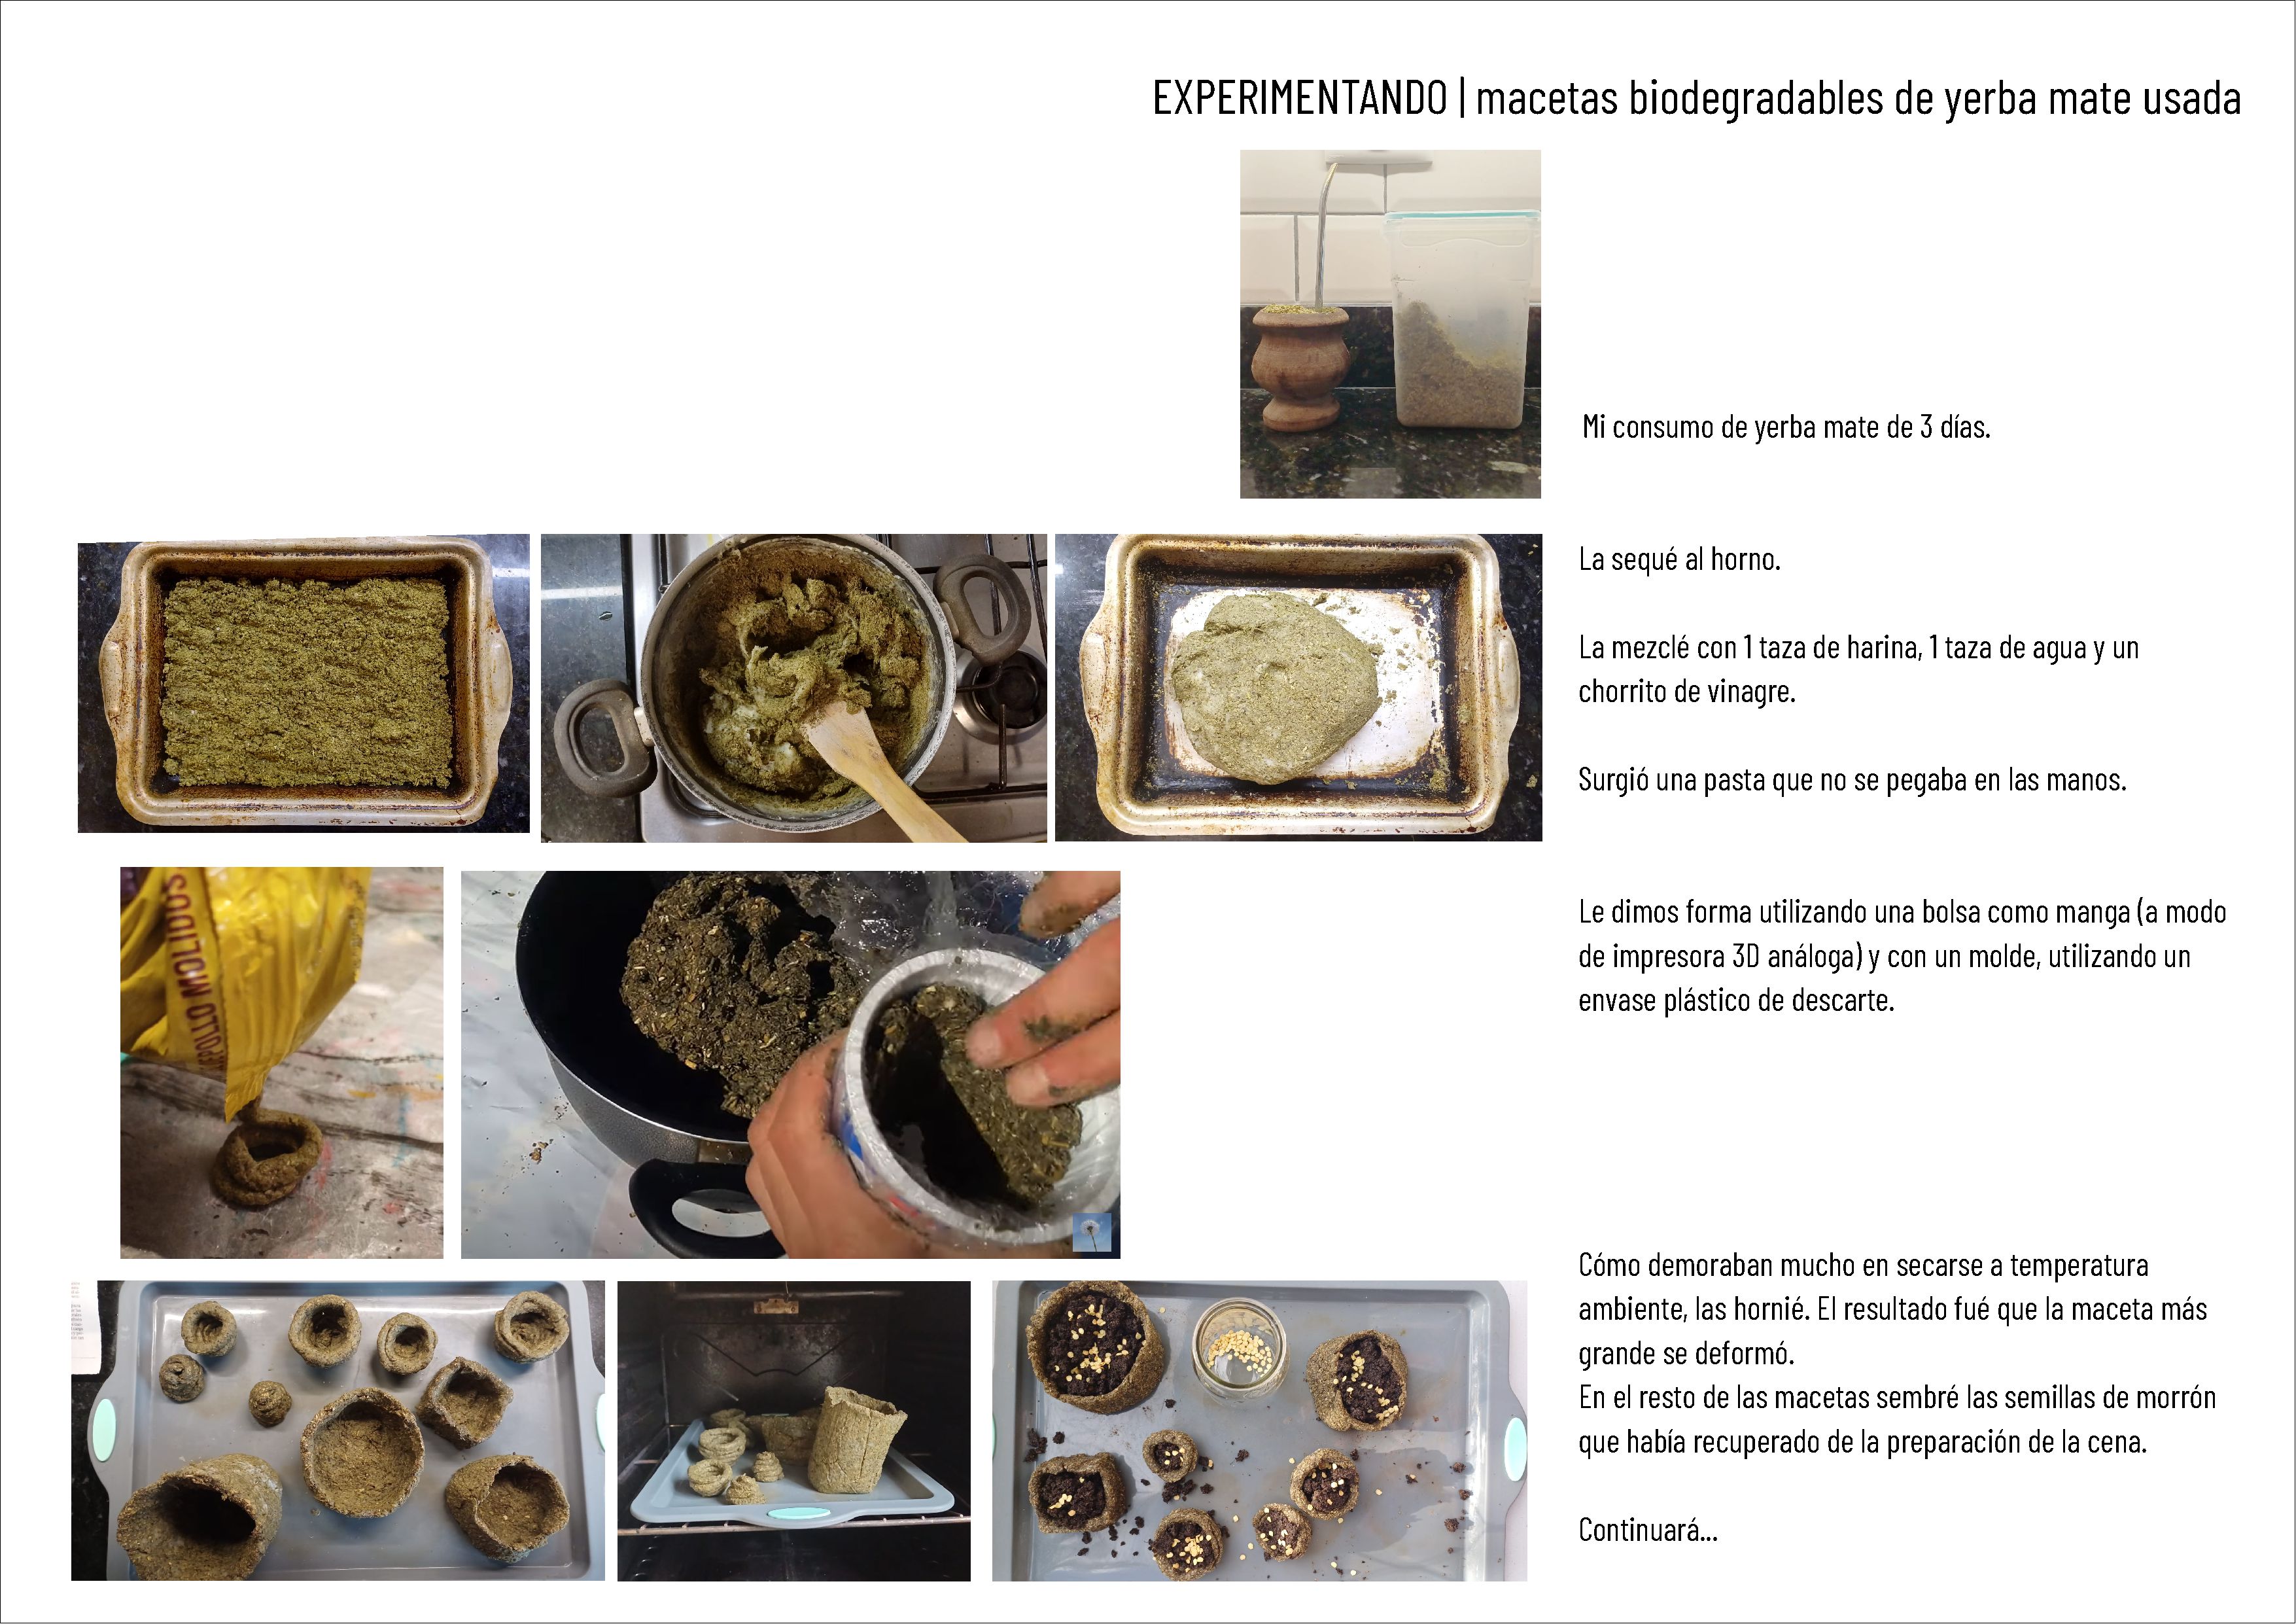 EXPERIMENTANDO | macetas biodegradables de yerba mate usada
Mi consumo de yerba mate de 3 días.
La sequé al horno.
La mezclé con 1 taza de harina, 1 taza de agua y un
chorrito de vinagre.
Surgió una pasta que no se pegaba en las manos.
MOLIDOS
Le dimos forma utilizando una bolsa como manga (a modo
de impresora 3D análoga) y con un molde, utilizando un
envase plástico de descarte.
Cómo demoraban mucho en secarse a temperatura
ambiente, las hornié. El resultado fué que la maceta más
grande se deformó.
En el resto de las macetas sembré las semillas de morrón
que había recuperado de la preparación de la cena.
Continuará...